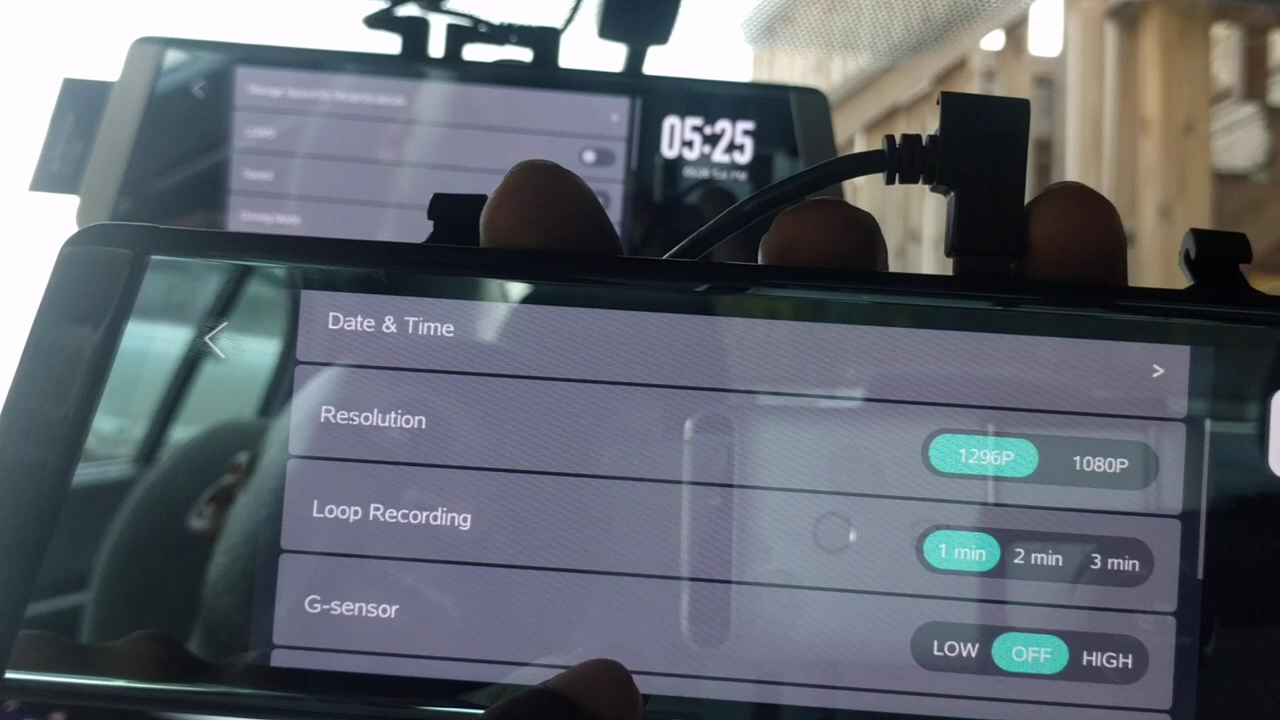 05:25
Date & Time
>
Resolution
1296P 1080P
Loop Recording
1 min 2 min 3 min
G-sensor
LOW OFF HIGH